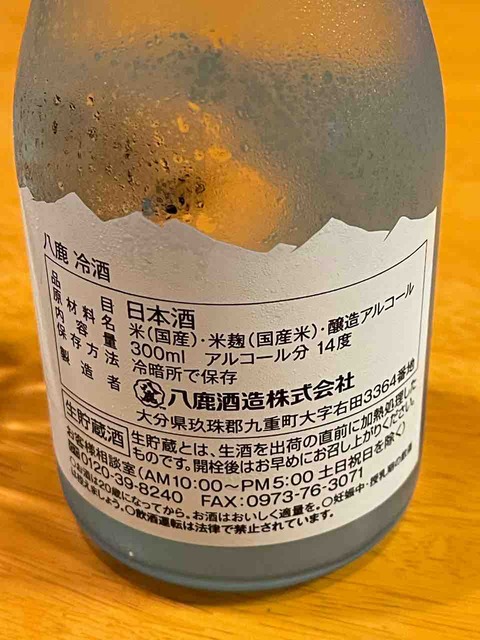 八鹿 冷酒
品目 日本酒
原材料名 米(国産)・米麹(国産米)・醸造アルコール
内容量 300ml アルコール分 14度
保存方法 冷暗所で保存
製造者 八鹿 八鹿酒造株式会社
大分県玖珠郡九重町大字右田3364番地
生貯蔵酒 生貯蔵とは、生酒を出荷の直前に加熱処理した
ものです。開栓後はお早めにお召し上がりください。
お客様相談室(AM10:00〜PM5:00 土日祝日を除く)
0120-39-8240 FAX:0973-76-3071
○お酒は20歳になってから。お酒はおいしく適量を。○妊娠中・授乳期の飲酒
ましょう。○飲酒運転は法律で禁止されています。